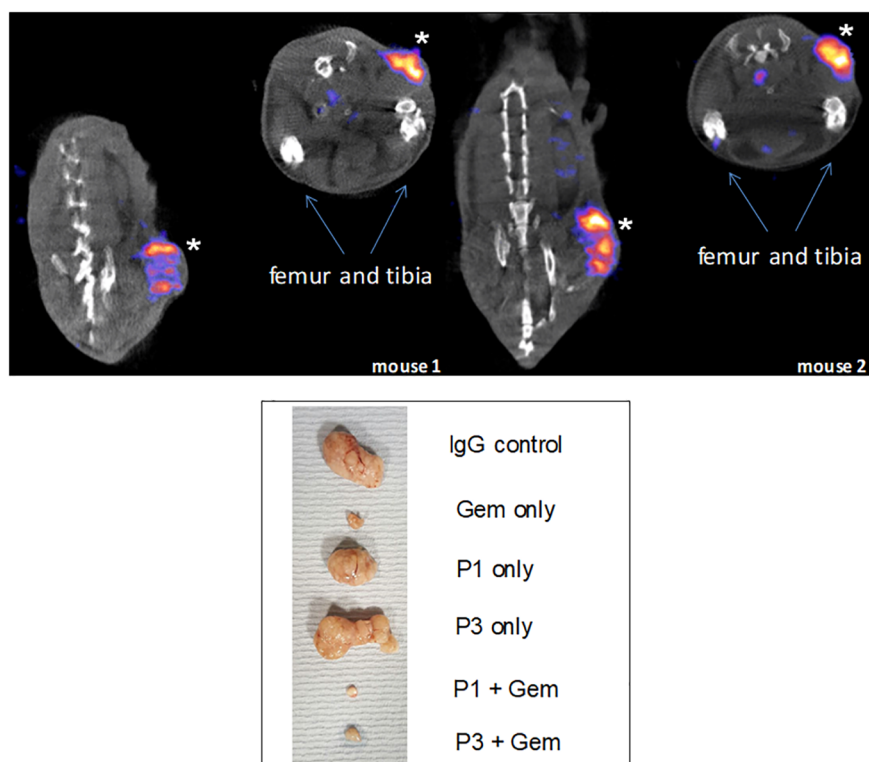 *
*
*
*
femur and tibia
femur and tibia
mouse 1
mouse 2
IgG control
Gem only
P1 only
P3 only
P1 + Gem
P3 + Gem